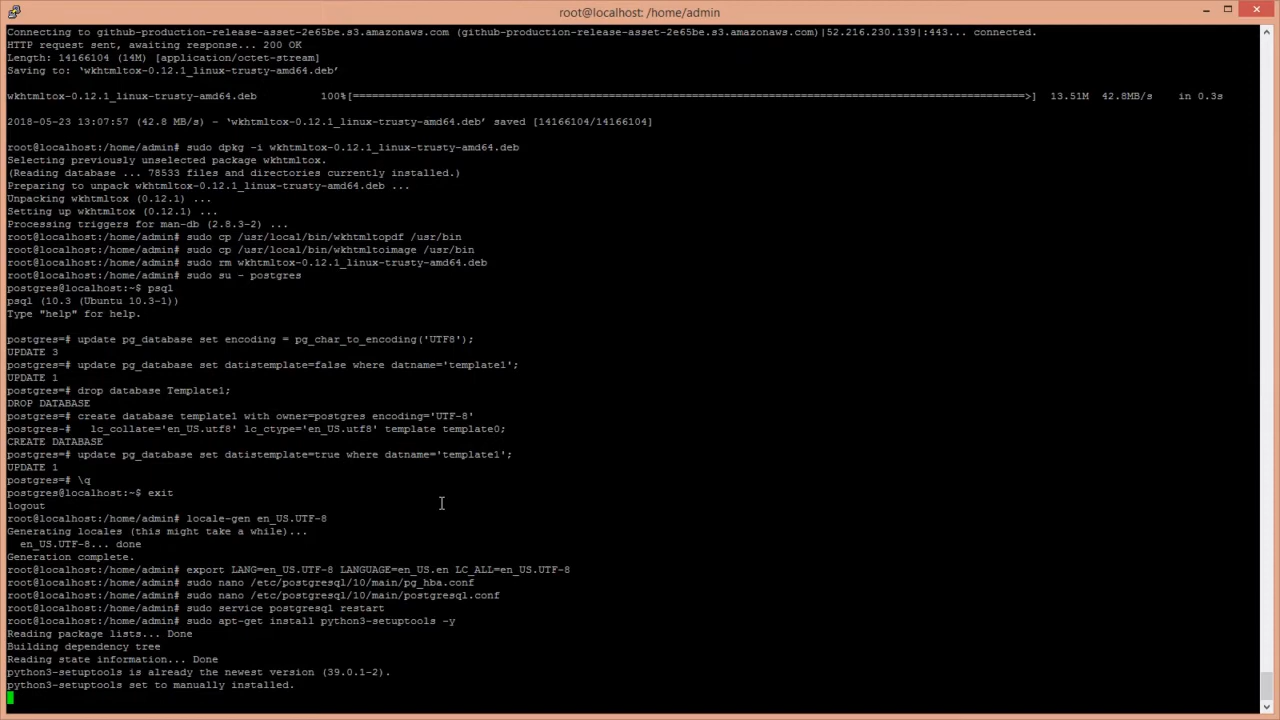 root@localhost: /home/admin
Connecting to github-production-release-asset-2e65be.s3.amazonaws.com (github-production-release-asset-2e65be.s3.amazonaws.com)|52.216.230.139|:443... connected.
HTTP request sent, awaiting response... 200 OK
Length: 14166104 (14M) [application/octet-stream]
Saving to: ‘wkhtmltox-0.12.1_linux-trusty-amd64.deb’
wkhtmltox-0.12.1_linux-trusty-amd64.deb 100%[=========================================================================================================>] 13.51M 42.8MB/s in 0.3s
2018-05-23 13:07:57 (42.8 MB/s) - ‘wkhtmltox-0.12.1_linux-trusty-amd64.deb’ saved [14166104/14166104]
root@localhost:/home/admin# sudo dpkg -i wkhtmltox-0.12.1_linux-trusty-amd64.deb
Selecting previously unselected package wkhtmltox.
(Reading database ... 78533 files and directories currently installed.)
Preparing to unpack wkhtmltox-0.12.1_linux-trusty-amd64.deb ...
Unpacking wkhtmltox (0.12.1) ...
Setting up wkhtmltox (0.12.1) ...
Processing triggers for man-db (2.8.3-2) ...
root@localhost:/home/admin# sudo cp /usr/local/bin/wkhtmltopdf /usr/bin
root@localhost:/home/admin# sudo cp /usr/local/bin/wkhtmltoimage /usr/bin
root@localhost:/home/admin# sudo rm wkhtmltox-0.12.1_linux-trusty-amd64.deb
root@localhost:/home/admin# sudo su - postgres
postgres@localhost:~$ psql
psql (10.3 (Ubuntu 10.3-1))
Type "help" for help.
postgres=# update pg_database set encoding = pg_char_to_encoding('UTF8');
UPDATE 3
postgres=# update pg_database set datistemplate=false where datname='template1';
UPDATE 1
postgres=# drop database Template1;
DROP DATABASE
postgres=# create database template1 with owner=postgres encoding='UTF-8'
postgres-# lc_collate='en_US.utf8' lc_ctype='en_US.utf8' template template0;
CREATE DATABASE
postgres=# update pg_database set datistemplate=true where datname='template1';
UPDATE 1
postgres=# \q
postgres@localhost:~$ exit
logout
root@localhost:/home/admin# locale-gen en_US.UTF-8
Generating locales (this might take a while)...
en_US.UTF-8... done
Generation complete.
root@localhost:/home/admin# export LANG=en_US.UTF-8 LANGUAGE=en_US.en LC_ALL=en_US.UTF-8
root@localhost:/home/admin# sudo nano /etc/postgresql/10/main/pg_hba.conf
root@localhost:/home/admin# sudo nano /etc/postgresql/10/main/postgresql.conf
root@localhost:/home/admin# sudo service postgresql restart
root@localhost:/home/admin# sudo apt-get install python3-setuptools -y
Reading package lists... Done
Building dependency tree
Reading state information... Done
python3-setuptools is already the newest version (39.0.1-2).
python3-setuptools set to manually installed.